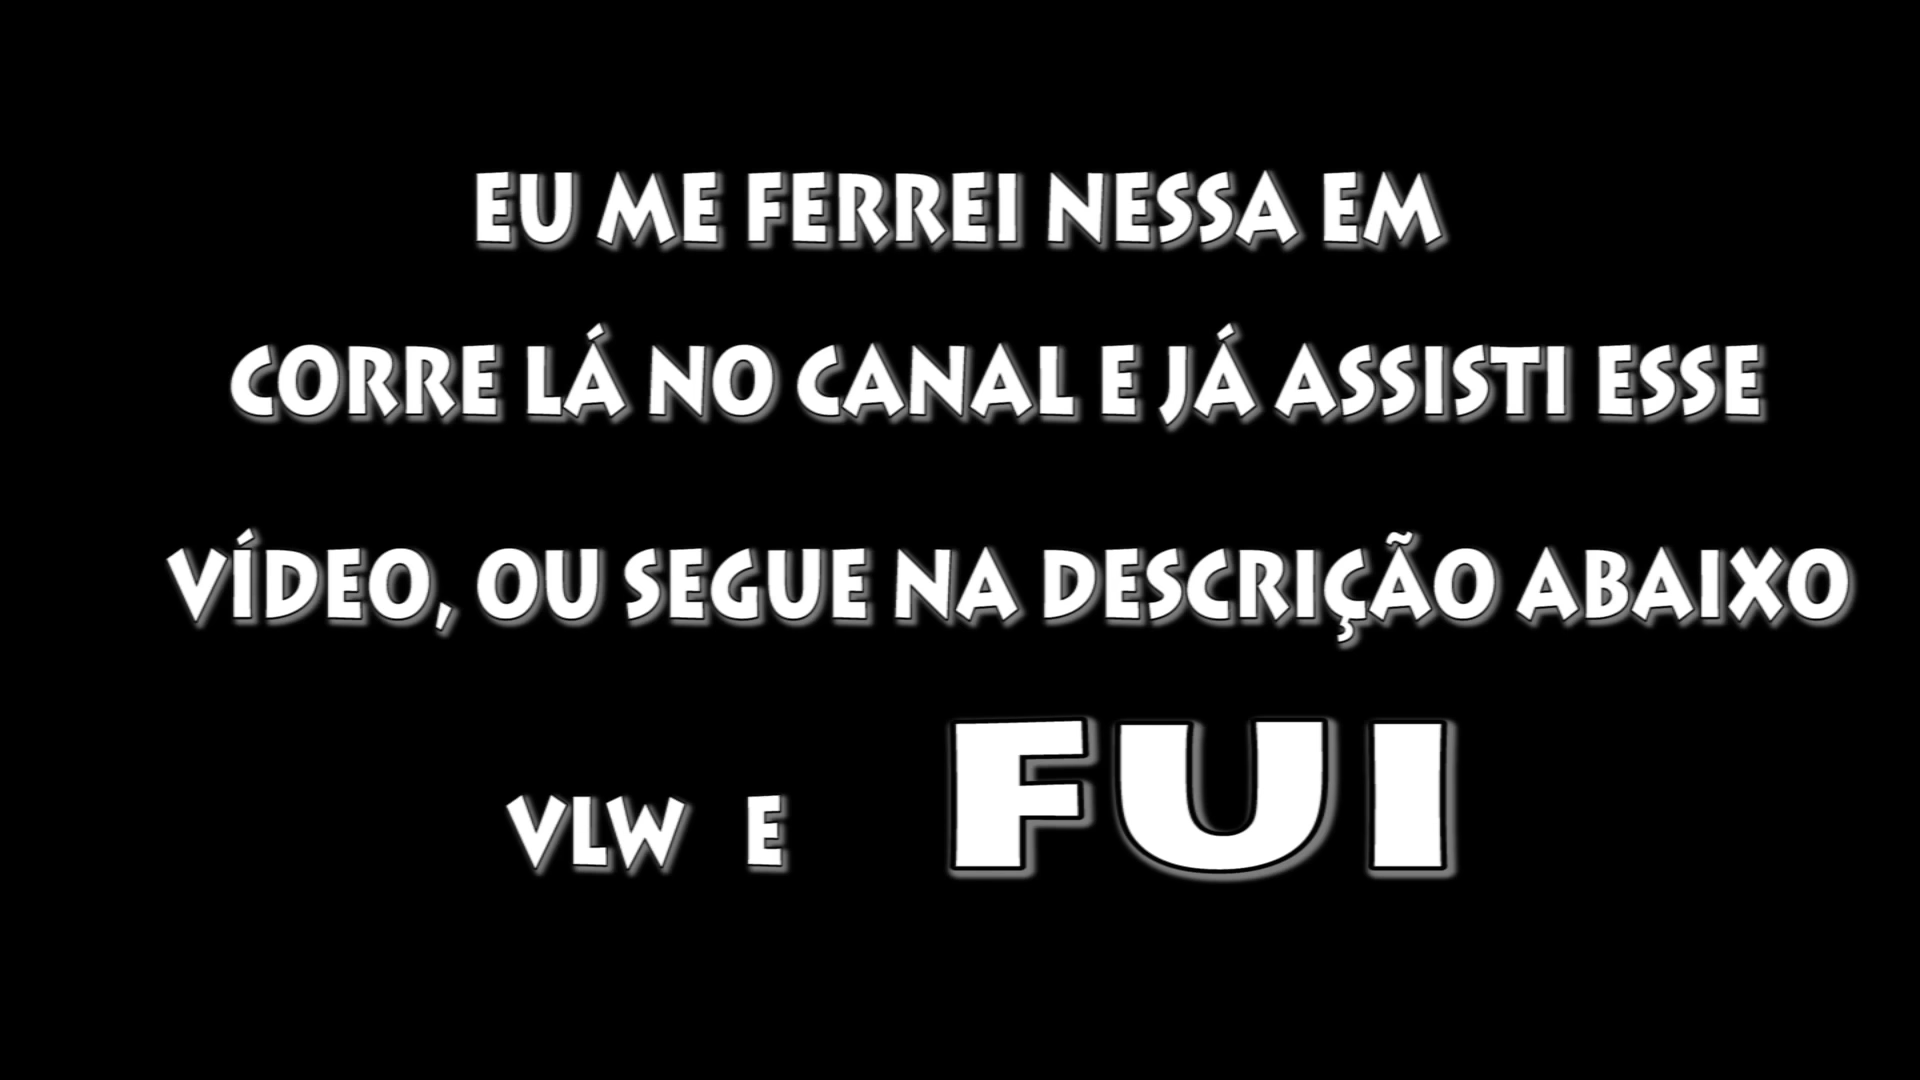 EU ME FERREI NESSA EM
CORRE LÁ NO CANAL E JÁ ASSISTI ESSE
VÍDEO, OU SEGUE NA DESCRIÇÃO ABAIXO
VLW E FUI